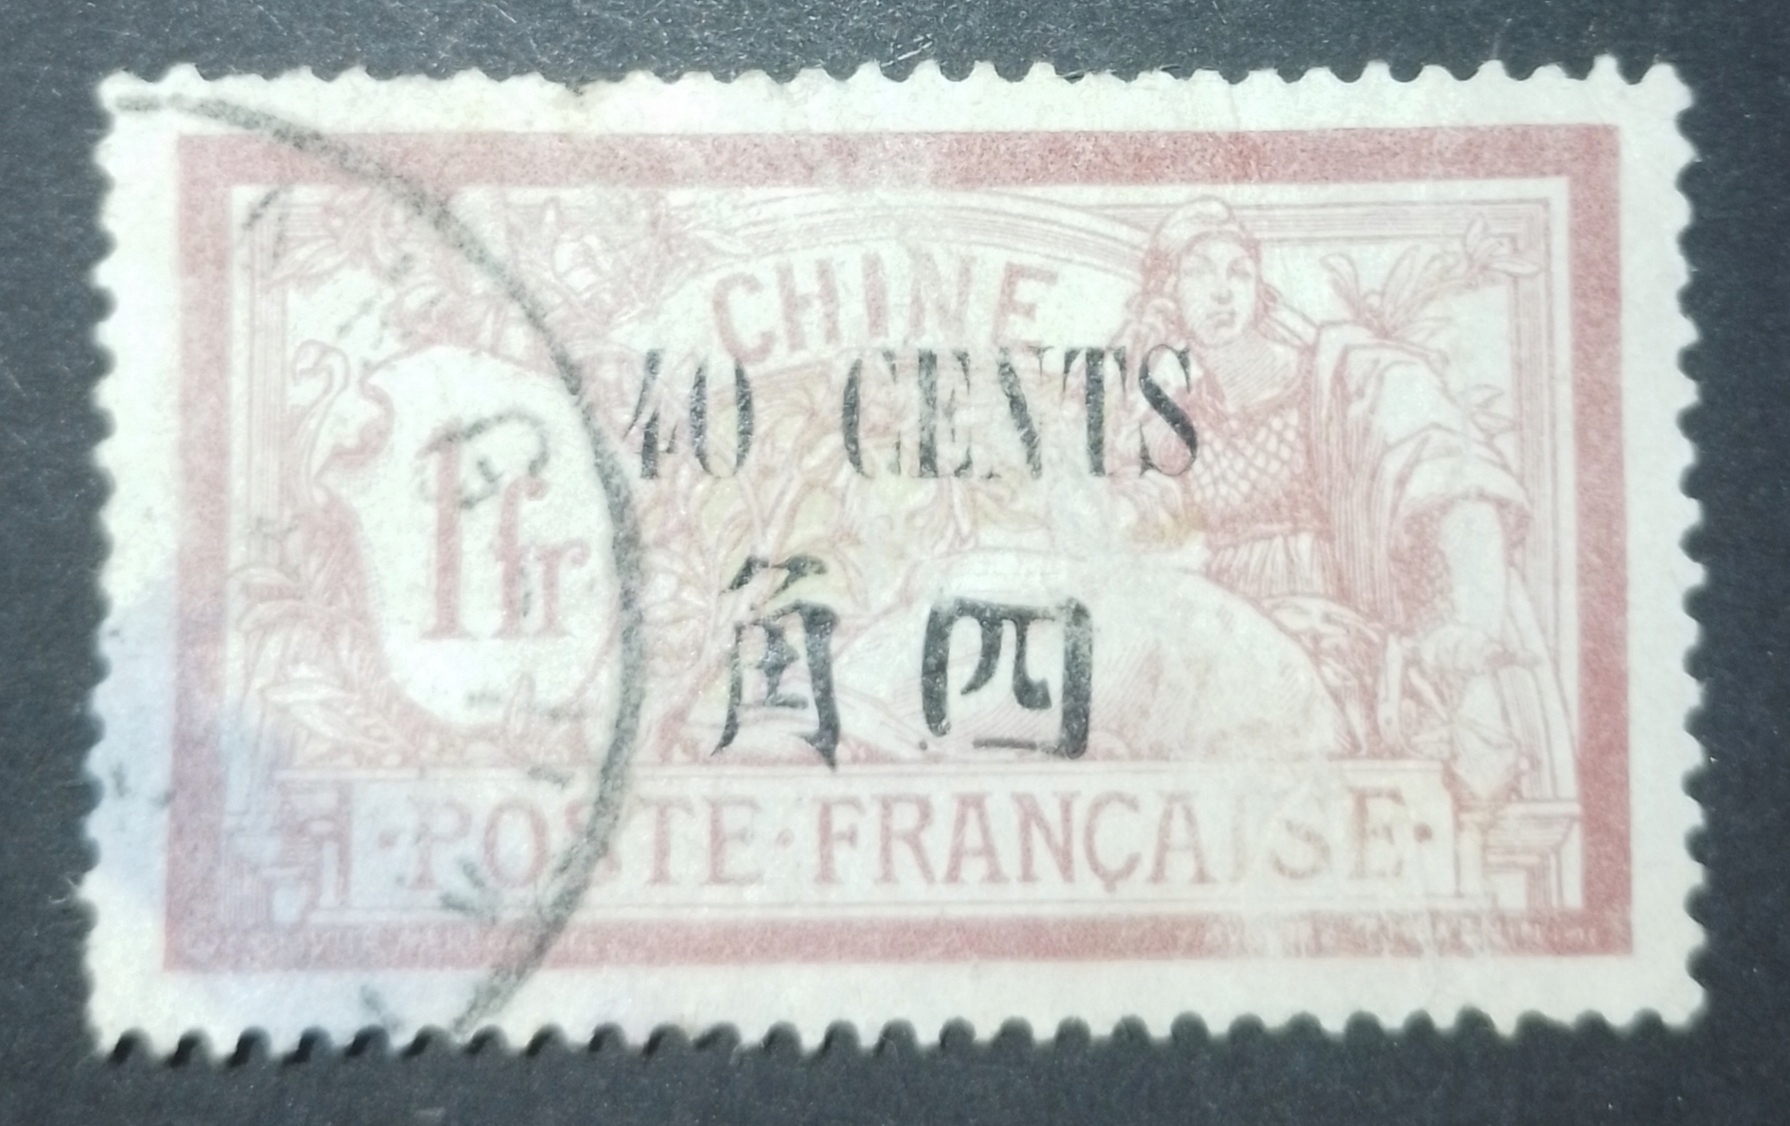 CHINE
40 CENTS
1fr
角四
·POSTE·FRANÇAISE·